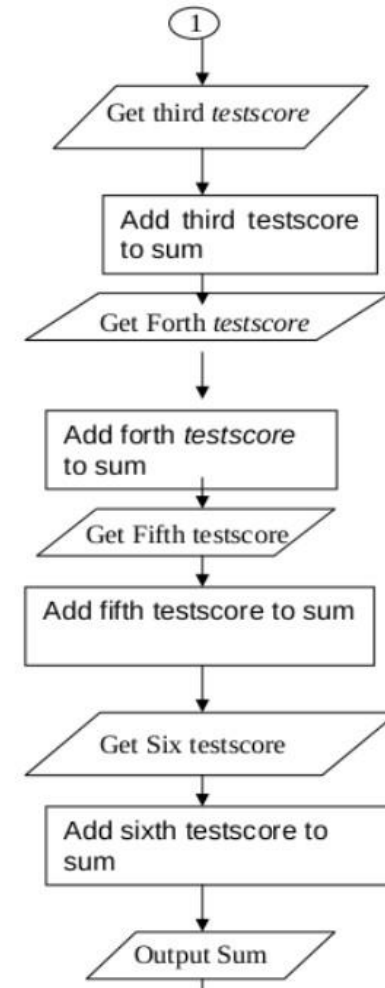 1
Get third testscore
Add third testscore
to sum
Get Forth testscore
Add forth testscore
to sum
Get Fifth testscore
Add fifth testscore to sum
Get Six testscore
Add sixth testscore to
sum
Output Sum